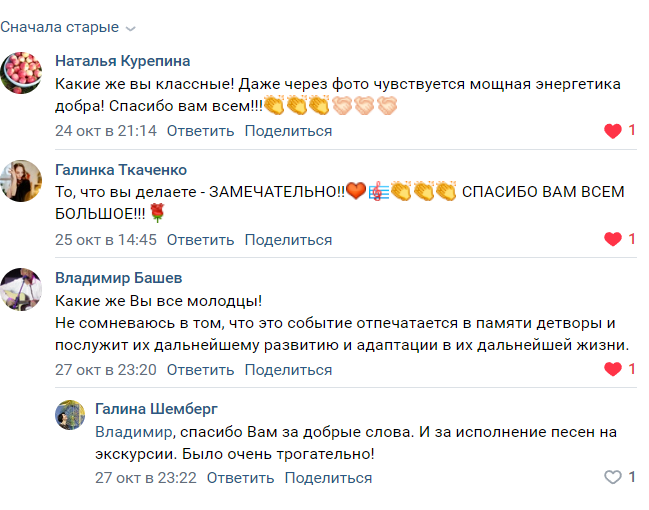 Сначала старые
Наталья Курепина
Какие же вы классные! Даже через фото чувствуется мощная энергетика
добра! Спасибо вам всем!!!👏👏👏🤝🏻🤝🏻🤝🏻
24 окт в 21:14 Ответить Поделиться 1
Галинка Ткаченко
То, что вы делаете - ЗАМЕЧАТЕЛЬНО!!❤🎼👏👏👏 СПАСИБО ВАМ ВСЕМ
БОЛЬШОЕ!!!🌹
25 окт в 14:45 Ответить Поделиться 1
Владимир Башев
Какие же Вы все молодцы!
Не сомневаюсь в том, что это событие отпечатается в памяти детворы и
послужит их дальнейшему развитию и адаптации в их дальнейшей жизни.
27 окт в 23:20 Ответить Поделиться 1
Галина Шемберг
Владимир, спасибо Вам за добрые слова. И за исполнение песен на
экскурсии. Было очень трогательно!
27 окт в 23:22 Ответить Поделиться 1